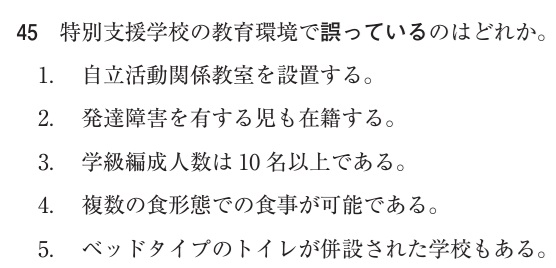 45 特別支援学校の教育環境で誤っているのはどれか。
1. 自立活動関係教室を設置する。
2. 発達障害を有する児も在籍する。
3. 学級編成人数は 10 名以上である。
4. 複数の食形態での食事が可能である。
5. ベッドタイプのトイレが併設された学校もある。